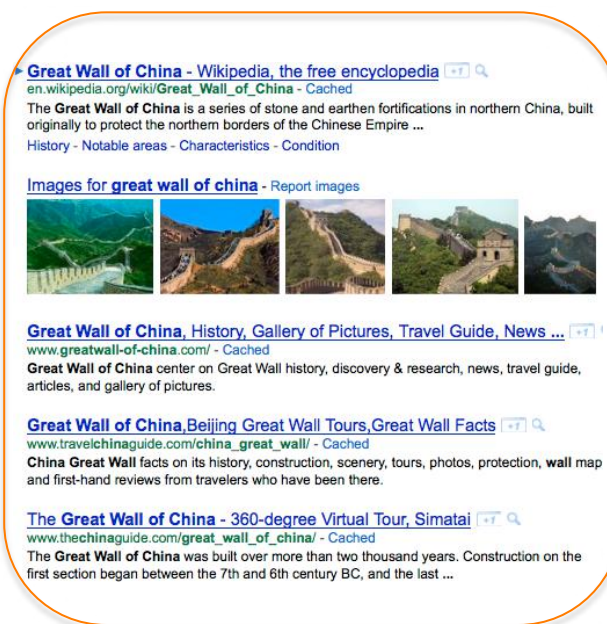 Great Wall of China - Wikipedia, the free encyclopedia +1
en.wikipedia.org/wiki/Great_Wall_of_China - Cached
The Great Wall of China is a series of stone and earthen fortifications in northern China, built
originally to protect the northern borders of the Chinese Empire ...
History - Notable areas - Characteristics - Condition
Images for great wall of china - Report images
Great Wall of China, History, Gallery of Pictures, Travel Guide, News ... +1
www.greatwall-of-china.com/ - Cached
Great Wall of China center on Great Wall history, discovery & research, news, travel guide,
articles, and gallery of pictures.
Great Wall of China,Beijing Great Wall Tours,Great Wall Facts +1
www.travelchinaguide.com/china_great_wall/ - Cached
China Great Wall facts on its history, construction, scenery, tours, photos, protection, wall map
and first-hand reviews from travelers who have been there.
The Great Wall of China - 360-degree Virtual Tour, Simatai +1
www.thechinaguide.com/great_wall_of_china/ - Cached
The Great Wall of China was built over more than two thousand years. Construction on the
first section began between the 7th and 6th century BC, and the last ...